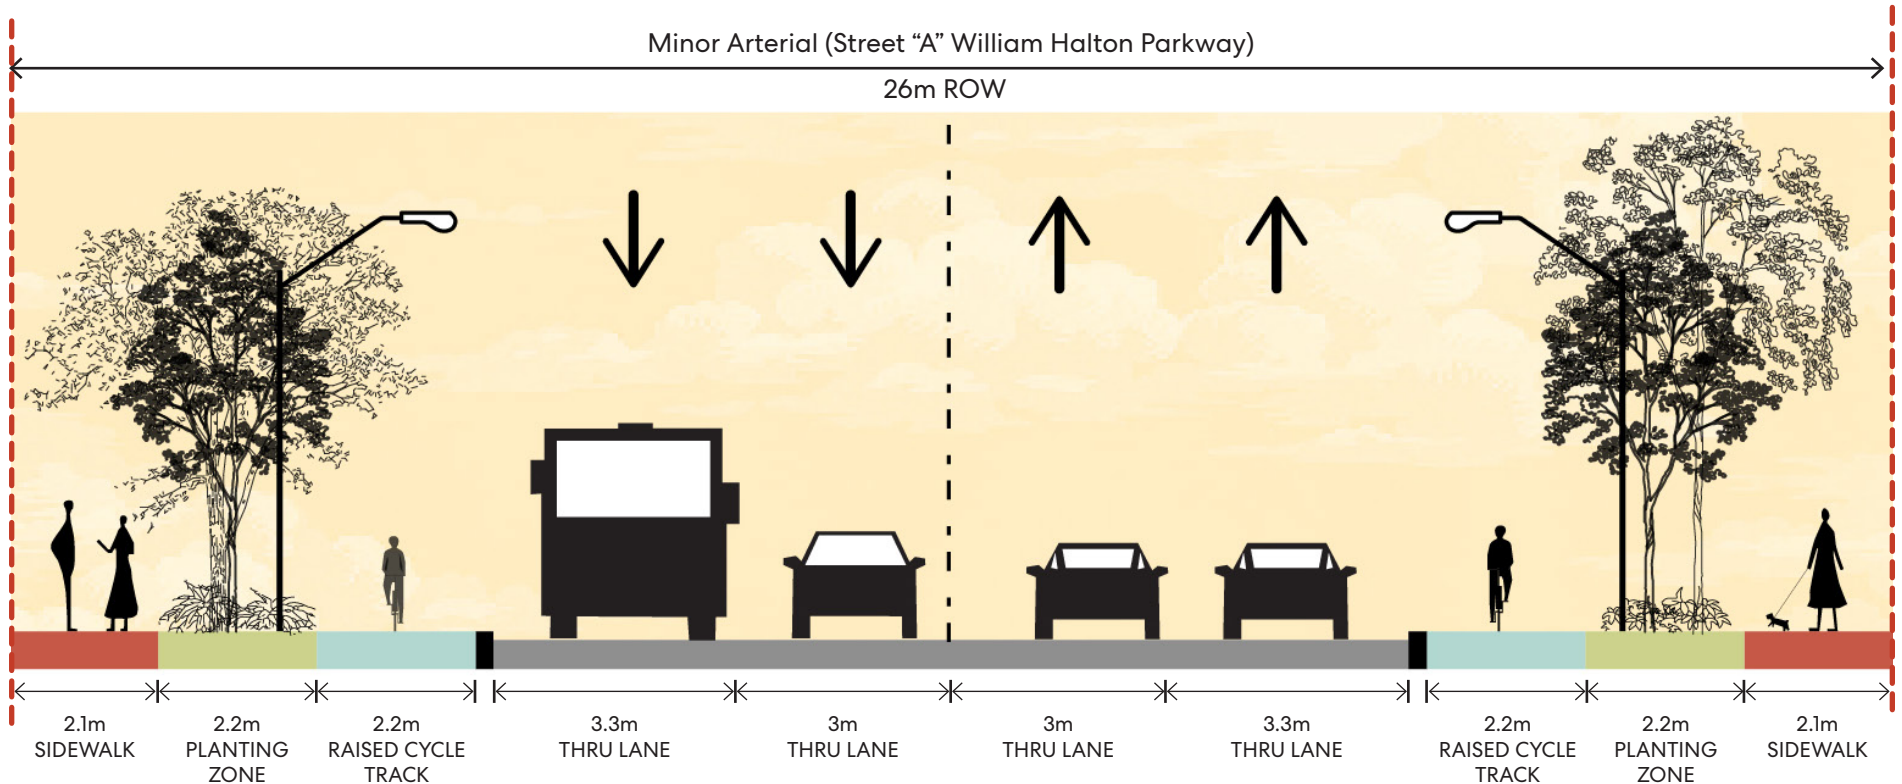 Minor Arterial (Street “A” William Halton Parkway)
26m ROW
2.1m
SIDEWALK
2.2m
PLANTING
ZONE
2.2m
RAISED CYCLE
TRACK
3.3m
THRU LANE
3m
THRU LANE
3m
THRU LANE
3.3m
THRU LANE
2.2m
RAISED CYCLE
TRACK
2.2m
PLANTING
ZONE
2.1m
SIDEWALK